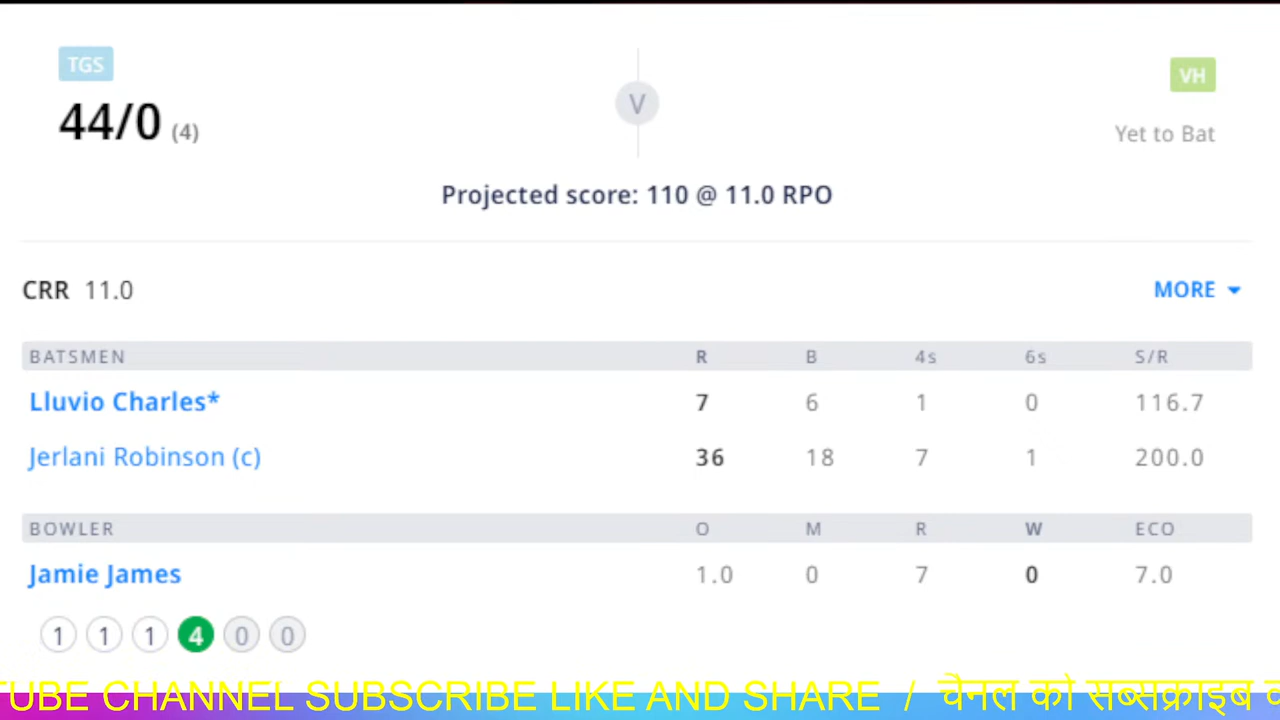 TGS
44/0 (4)
V
VH
Yet to Bat
Projected score: 110 @ 11.0 RPO
CRR 11.0
MORE
BATSMEN R B 4s 6s S/R
Lluvio Charles* 7 6 1 0 116.7
Jerlani Robinson (c) 36 18 7 1 200.0
BOWLER O M R W ECO
Jamie James 1.0 0 7 0 7.0
1 1 1 4 0 0
TUBE CHANNEL SUBSCRIBE LIKE AND SHARE / चैनल को सब्सक्राइब